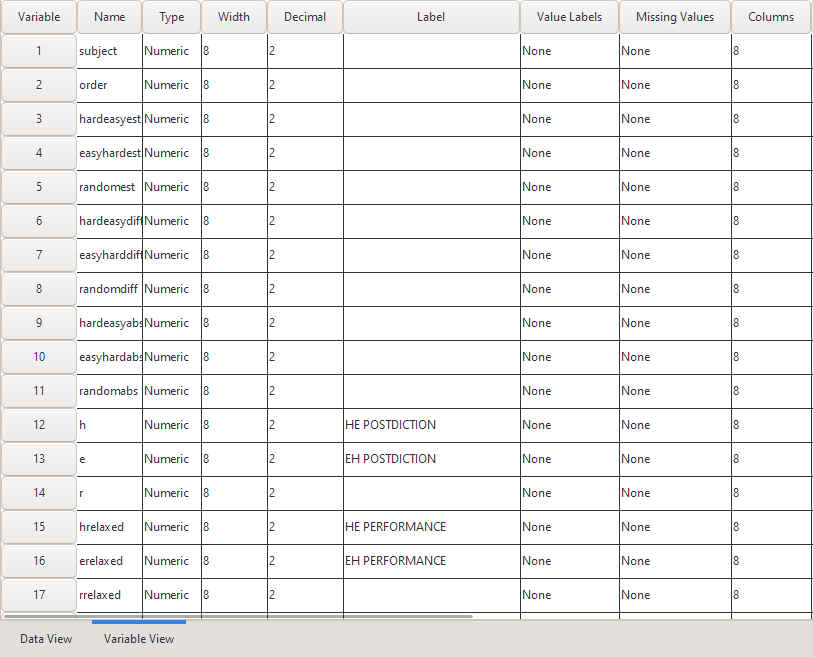 Variable Name Type Width Decimal Label Value Labels Missing Values Columns
1 subject Numeric 8 2 None None 8
2 order Numeric 8 2 None None 8
3 hardeasyest Numeric 8 2 None None 8
4 easyhardest Numeric 8 2 None None 8
5 randomest Numeric 8 2 None None 8
6 hardeasydiff Numeric 8 2 None None 8
7 easyharddiff Numeric 8 2 None None 8
8 randomdiff Numeric 8 2 None None 8
9 hardeasyabs Numeric 8 2 None None 8
10 easyhardabs Numeric 8 2 None None 8
11 randomabs Numeric 8 2 None None 8
12 h Numeric 8 2 HE POSTDICTION None None 8
13 e Numeric 8 2 EH POSTDICTION None None 8
14 r Numeric 8 2 None None 8
15 hrelaxed Numeric 8 2 HE PERFORMANCE None None 8
16 erelaxed Numeric 8 2 EH PERFORMANCE None None 8
17 rrelaxed Numeric 8 2 None None 8
Data View Variable View